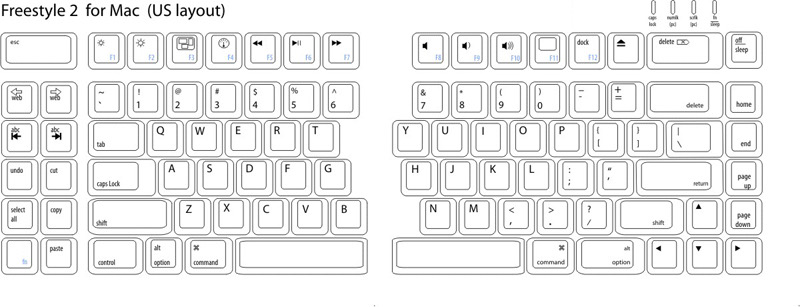 Freestyle 2 for Mac (US layout)
caps lock numlk (pc) scrlk (pc) fn sleep
esc F1 F2 F3 F4 F5 F6 F7 F8 F9 F10 F11 dock F12 delete off sleep
web web ~ ` ! 1 @ 2 # 3 $ 4 % 5 ^ 6 & 7 * 8 ( 9 ) 0 – - + = delete home
abc abc tab Q W E R T Y U I O P { [ } ] | \ end
undo cut caps Lock A S D F G H J K L : ; “ ‘ return page up
select all copy shift Z X C V B N M < , > . ? / shift page down
fn paste control alt option ⌘ command ⌘ command alt option